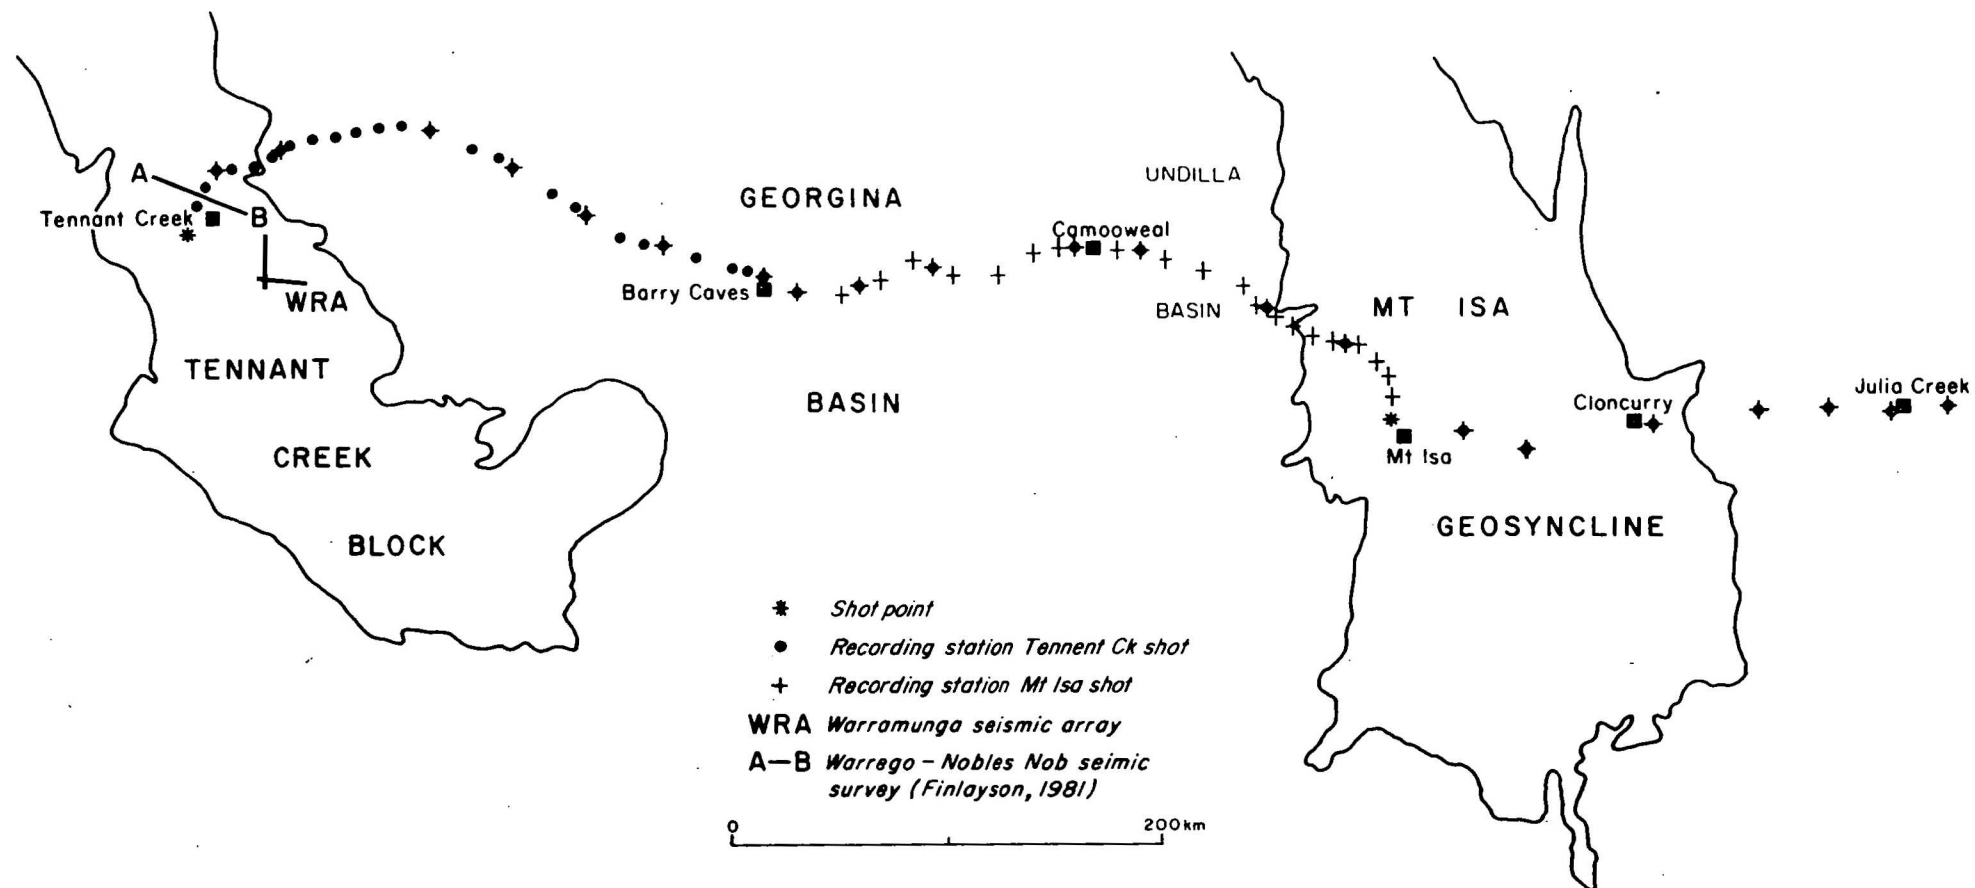 UNDILLA
A
GEORGINA
Tennant Creek
B
Camooweal
Barry Caves
WRA
BASIN
MT ISA
TENNANT
Julia Creek
BASIN
Cloncurry
CREEK
Mt Isa
GEOSYNCLINE
BLOCK
Shot point
Recording station Tennent Ck shot
Recording station Mt Isa shot
WRA Warramunga seismic array
A—B Warrego - Nobles Nob seimic
survey (Finlayson, 1981)
0 200 km